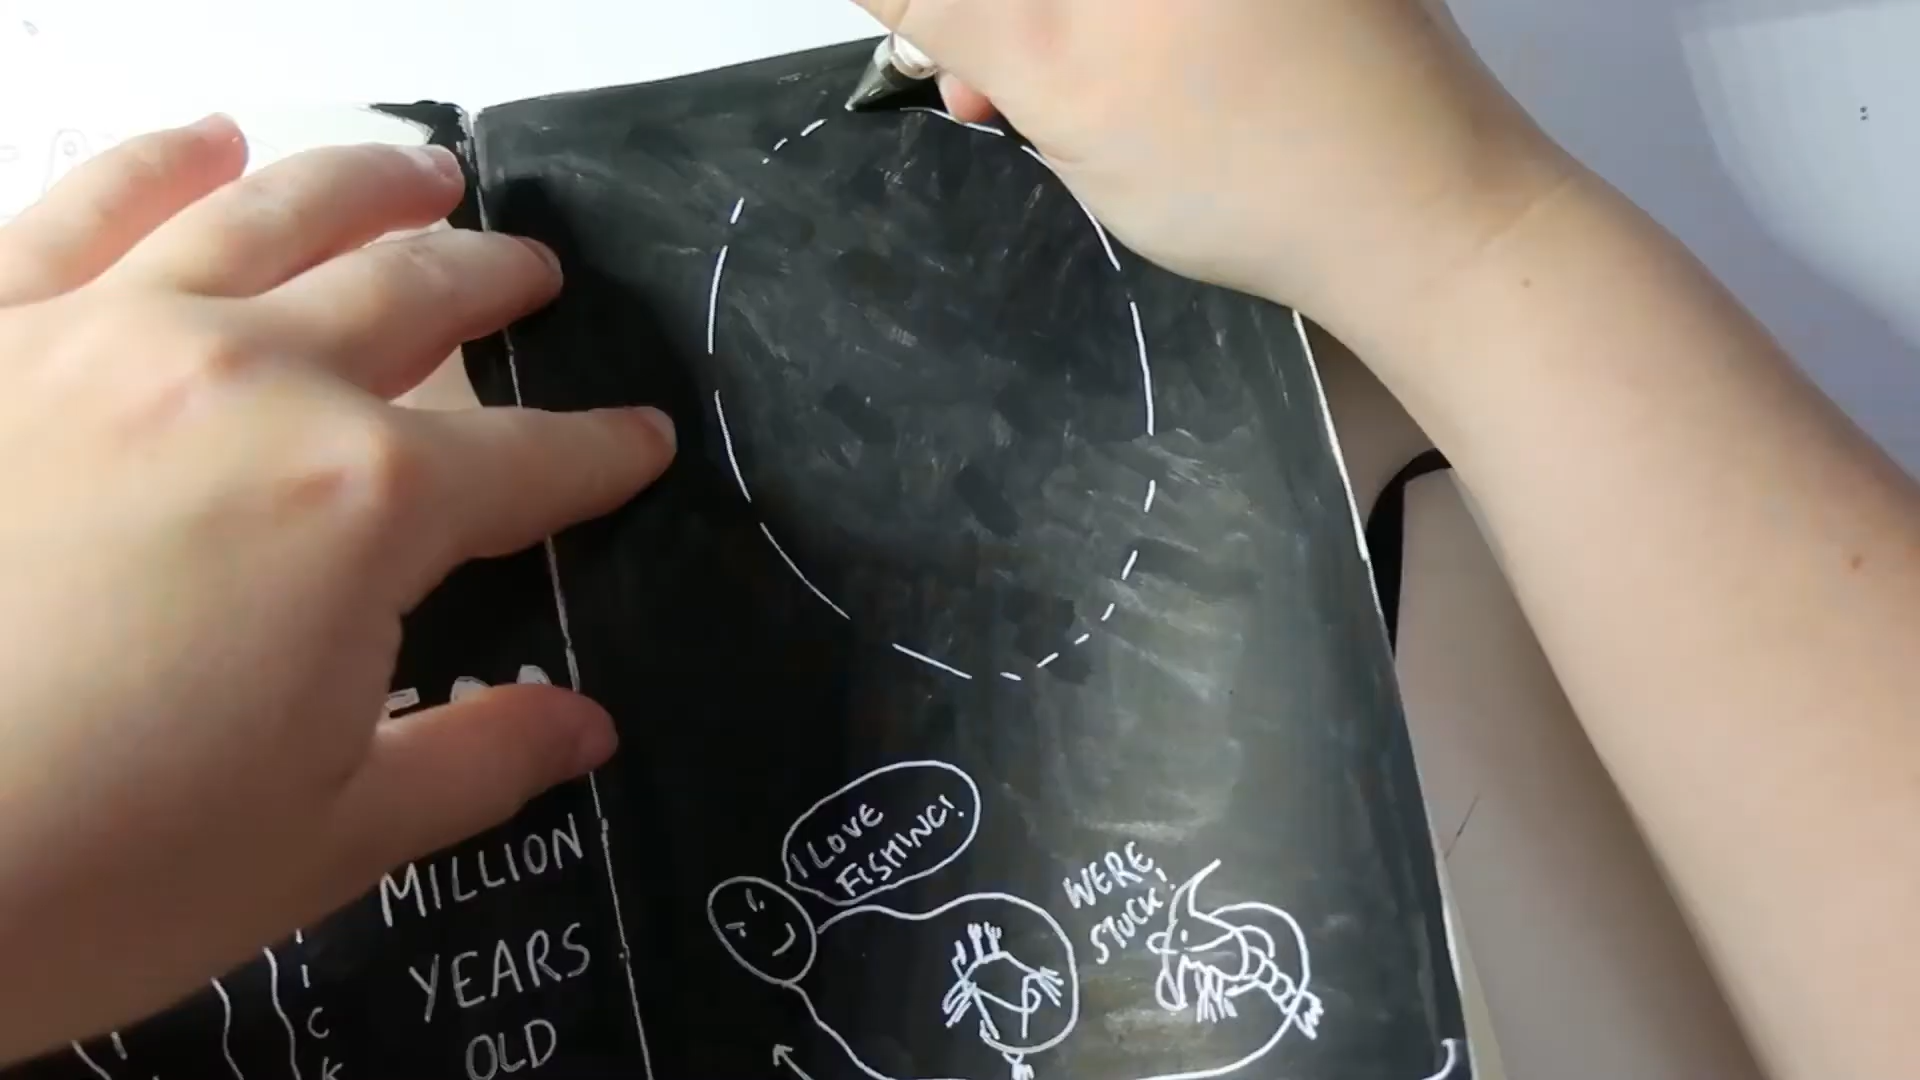 MILLION
YEARS
OLD
I LOVE
FISHING!
WERE
STUCK!